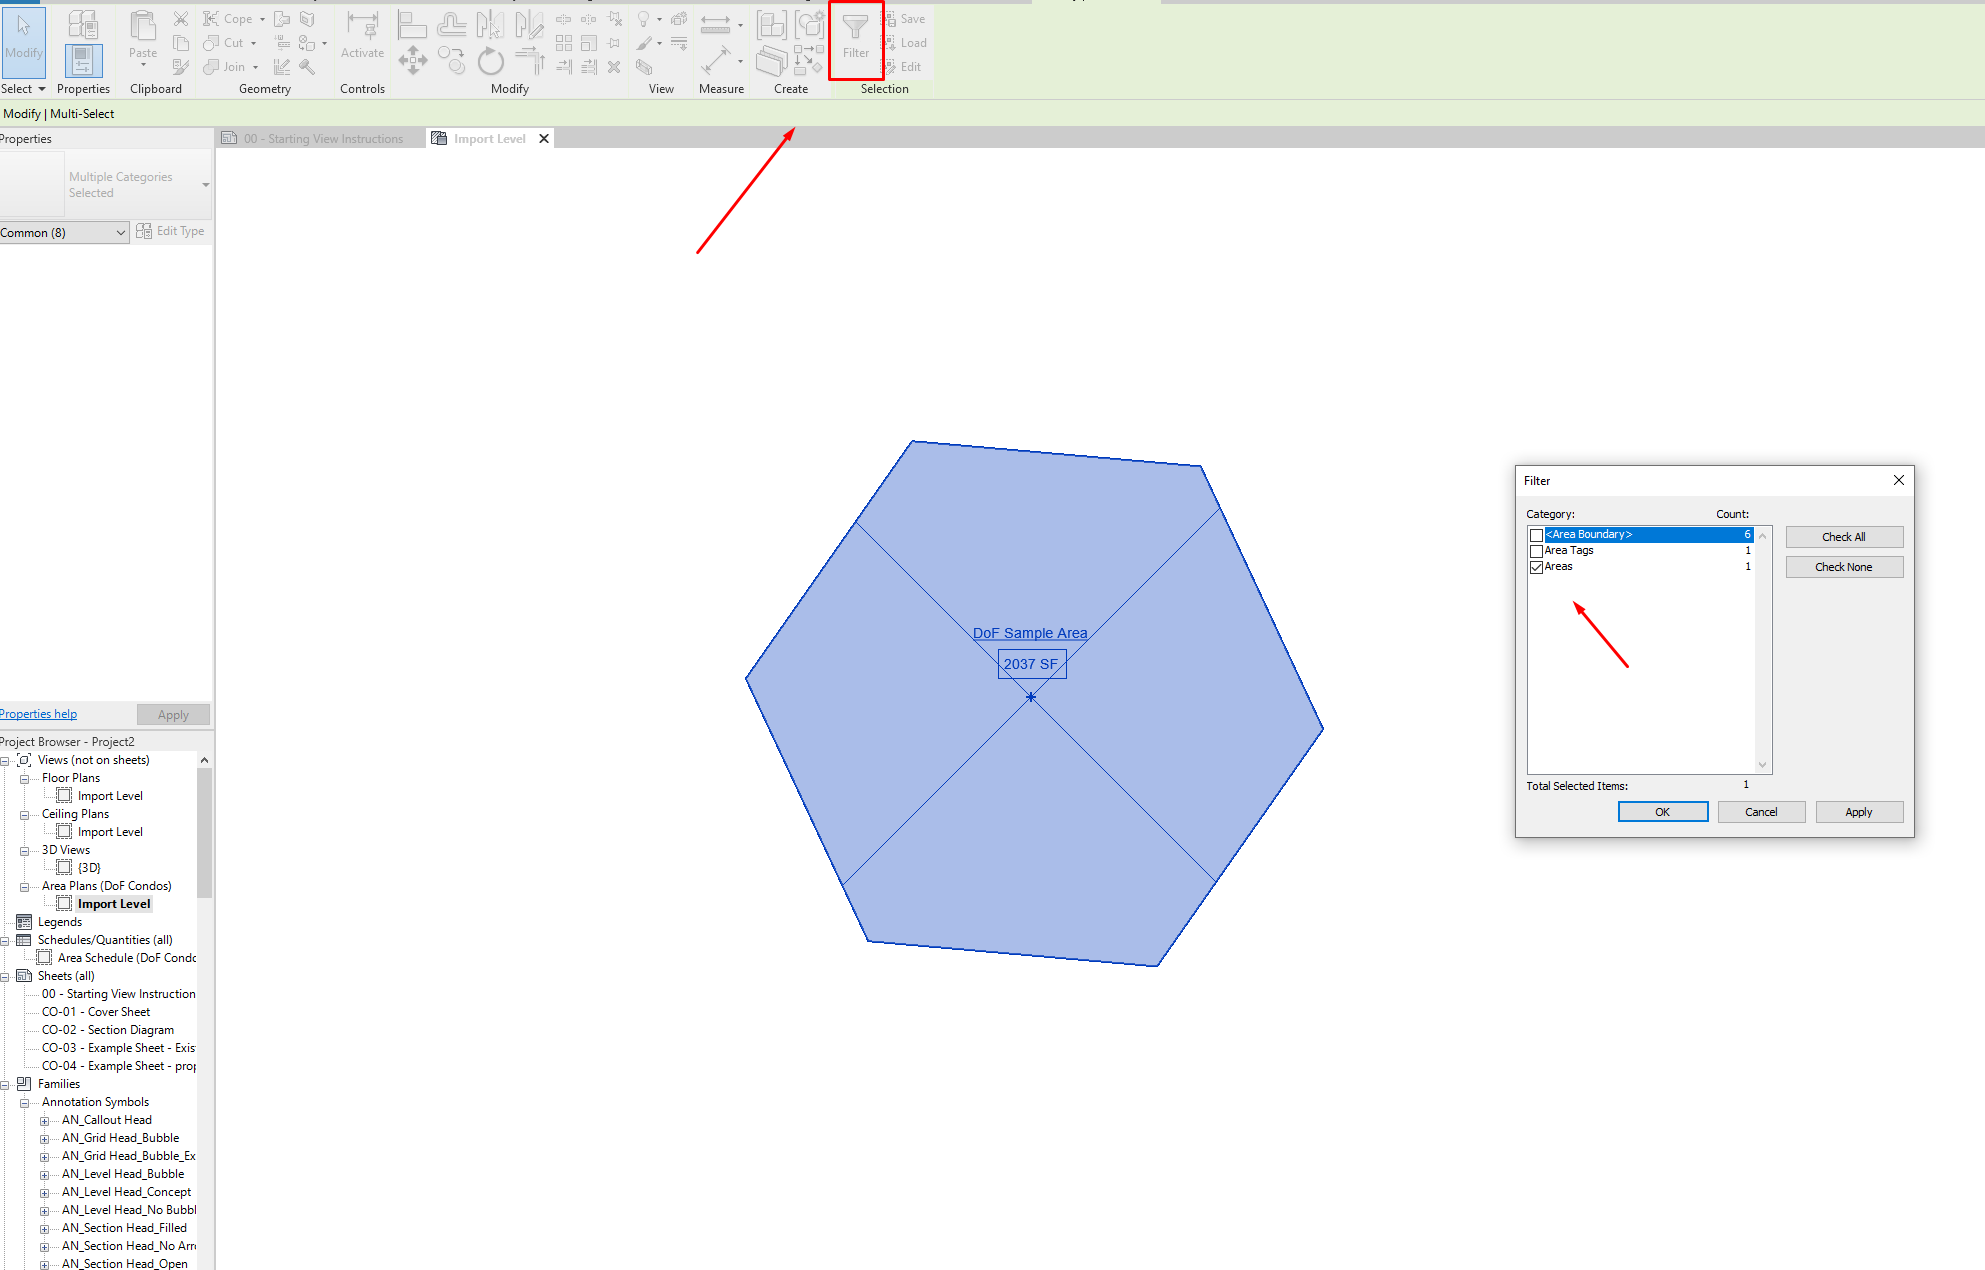 Modify
Paste
Cope
Cut
Join
Activate
Filter
Save
Load
Edit
Select
Properties
Clipboard
Geometry
Controls
Modify
View
Measure
Create
Selection
Modify | Multi-Select
Properties
00 - Starting View Instructions
Import Level
Multiple Categories
Selected
Common (8)
Edit Type
DoF Sample Area
2037 SF
Filter
Category:
Count:
<Area Boundary> 6
Area Tags 1
Areas 1
Check All
Check None
Total Selected Items: 1
OK
Cancel
Apply
Properties help
Apply
Project Browser - Project2
Views (not on sheets)
Floor Plans
Import Level
Ceiling Plans
Import Level
3D Views
{3D}
Area Plans (DoF Condos)
Import Level
Legends
Schedules/Quantities (all)
Area Schedule (DoF Condo
Sheets (all)
00 - Starting View Instruction
CO-01 - Cover Sheet
CO-02 - Section Diagram
CO-03 - Example Sheet - Exis
CO-04 - Example Sheet - prop
Families
Annotation Symbols
AN_Callout Head
AN_Grid Head_Bubble
AN_Grid Head_Bubble_Ex
AN_Level Head_Bubble
AN_Level Head_Concept
AN_Level Head_No Bubbl
AN_Section Head_Filled
AN_Section Head_No Arr
AN_Section Head_Open